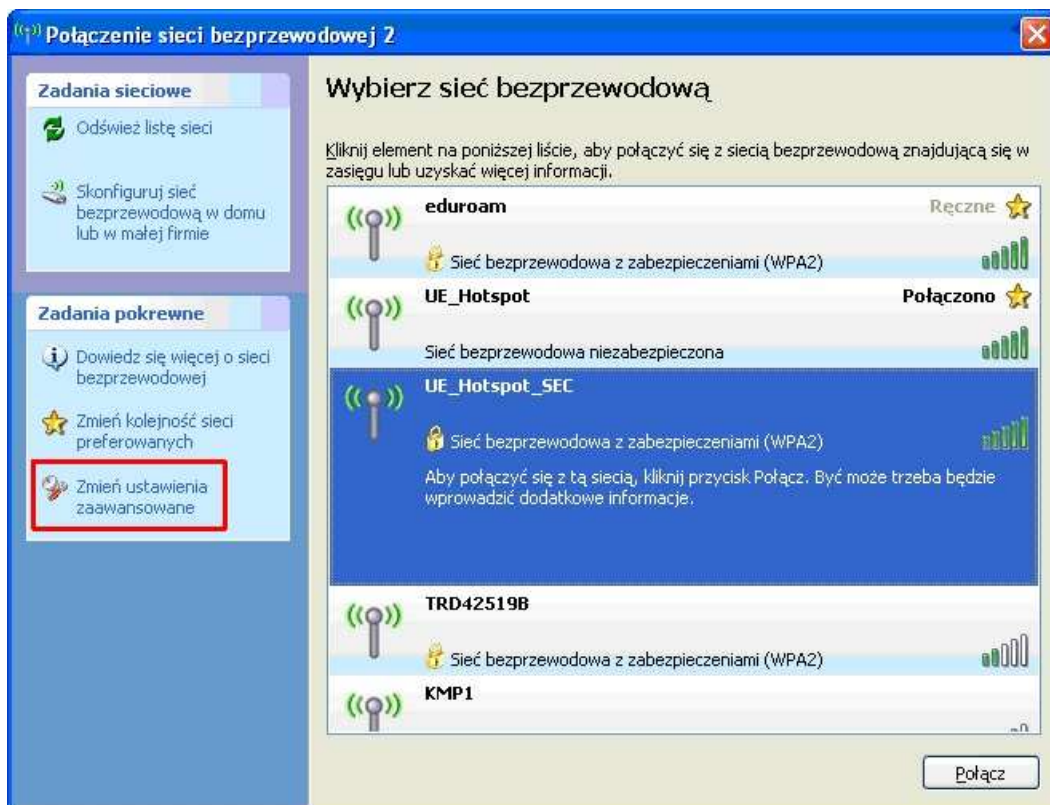 Połączenie sieci bezprzewodowej 2
Zadania sieciowe
Odśwież listę sieci
Skonfiguruj sieć
bezprzewodową w domu
lub w małej firmie
Zadania pokrewne
Dowiedz się więcej o sieci
bezprzewodowej
Zmień kolejność sieci
preferowanych
Zmień ustawienia
zaawansowane
Wybierz sieć bezprzewodową
Kliknij element na poniższej liście, aby połączyć się z siecią bezprzewodową znajdującą się w
zasięgu lub uzyskać więcej informacji.
eduroam Ręczne
Sieć bezprzewodowa z zabezpieczeniami (WPA2)
UE_Hotspot Połączono
Sieć bezprzewodowa niezabezpieczona
UE_Hotspot_SEC
Sieć bezprzewodowa z zabezpieczeniami (WPA2)
Aby połączyć się z tą siecią, kliknij przycisk Połącz. Być może trzeba będzie
wprowadzić dodatkowe informacje.
TRD42519B
Sieć bezprzewodowa z zabezpieczeniami (WPA2)
KMP1
Połącz